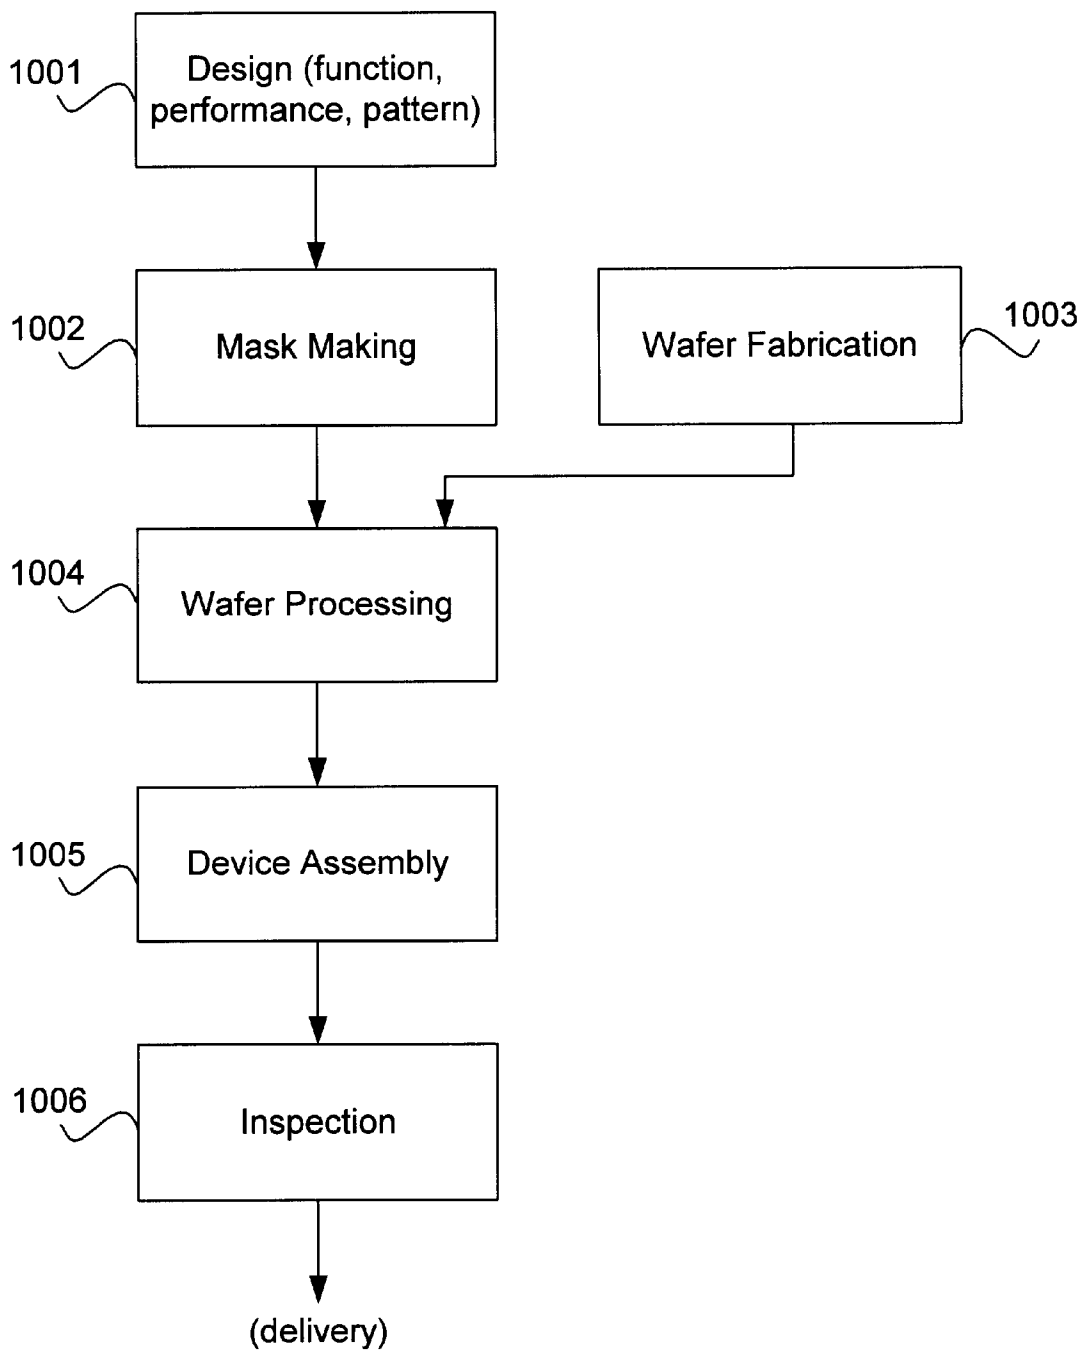 1001
Design (function,
performance, pattern)
1002
Mask Making
Wafer Fabrication
1003
1004
Wafer Processing
1005
Device Assembly
1006
Inspection
(delivery)